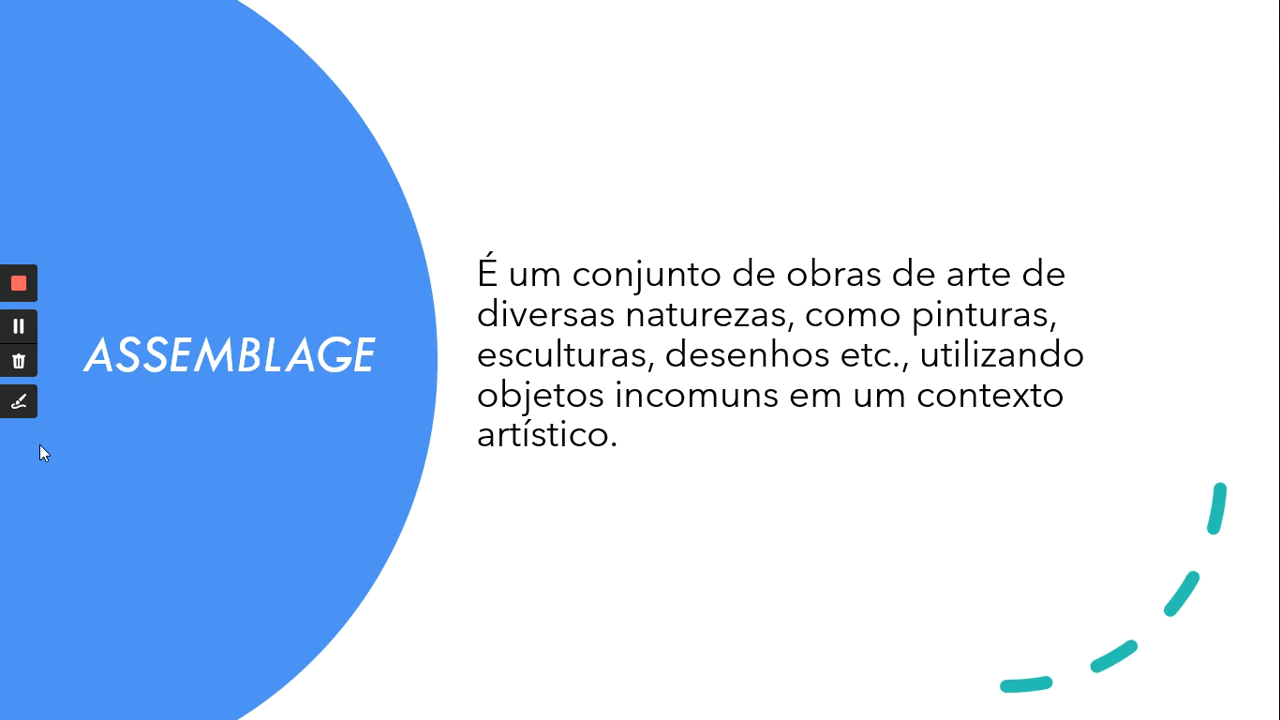 ASSEMBLAGE
É um conjunto de obras de arte de
diversas naturezas, como pinturas,
esculturas, desenhos etc., utilizando
objetos incomuns em um contexto
artístico.